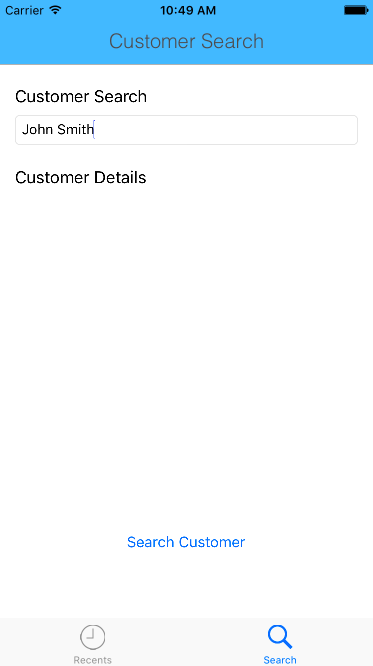 Carrier 10:49 AM
Customer Search
Customer Search
John Smith
Customer Details
Search Customer
Recents Search